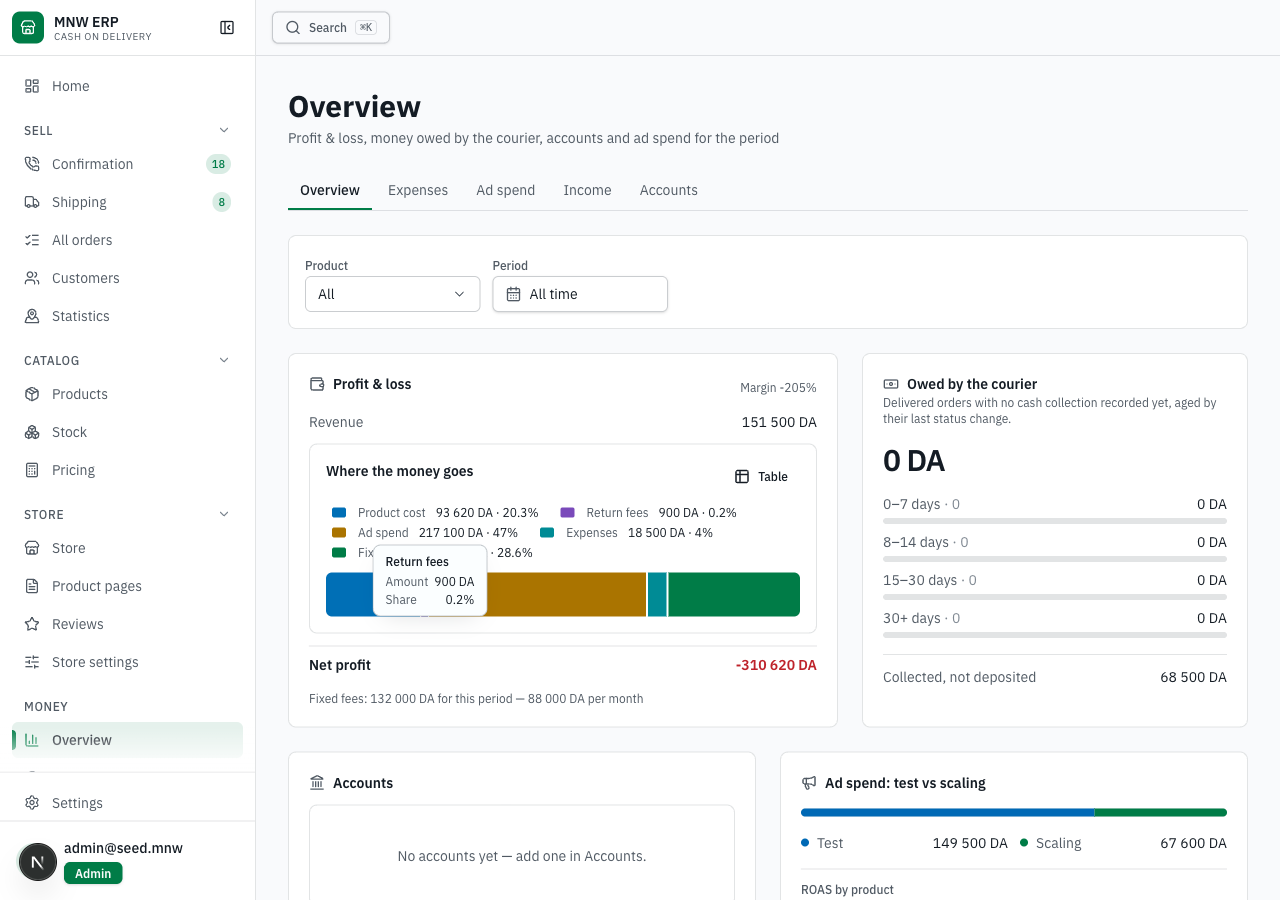 MNW ERP
CASH ON DELIVERY
Search ⌘K
Home
SELL
Confirmation 18
Shipping 8
All orders
Customers
Statistics
CATALOG
Products
Stock
Pricing
STORE
Store
Product pages
Reviews
Store settings
MONEY
Overview
Settings
N
admin@seed.mnw
Admin
Overview
Profit & loss, money owed by the courier, accounts and ad spend for the period
Overview Expenses Ad spend Income Accounts
Product
All
Period
All time
Profit & loss
Margin -205%
Revenue 151 500 DA
Where the money goes
Table
Product cost 93 620 DA · 20.3% Return fees 900 DA · 0.2%
Ad spend 217 100 DA · 47% Expenses 18 500 DA · 4%
· 28.6%
Return fees
Amount 900 DA
Share 0.2%
Net profit -310 620 DA
Fixed fees: 132 000 DA for this period — 88 000 DA per month
Owed by the courier
Delivered orders with no cash collection recorded yet, aged by
their last status change.
0 DA
0–7 days · 0 0 DA
8–14 days · 0 0 DA
15–30 days · 0 0 DA
30+ days · 0 0 DA
Collected, not deposited 68 500 DA
Accounts
No accounts yet — add one in Accounts.
Ad spend: test vs scaling
Test 149 500 DA Scaling 67 600 DA
ROAS by product